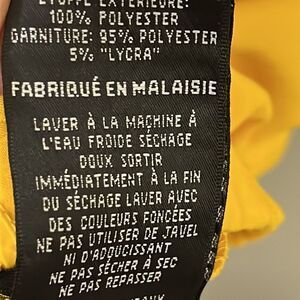 EXTÉRIEURE:
100% POLYESTER
GARNITURE: 95% POLYESTER
5% "LYCRA"
FABRIQUÉ EN MALAISIE
LAVER À LA MACHINE À
L'EAU FROIDE SÉCHAGE
DOUX SORTIR
IMMÉDIATEMENT À LA FIN
DU SÉCHAGE LAVER AVEC
DES COULEURS FONCÉES
NE PAS UTILISER DE JAVEL
NI D'ADOUCISSANT
NE PAS SÉCHER À SEC
NE PAS REPASSER